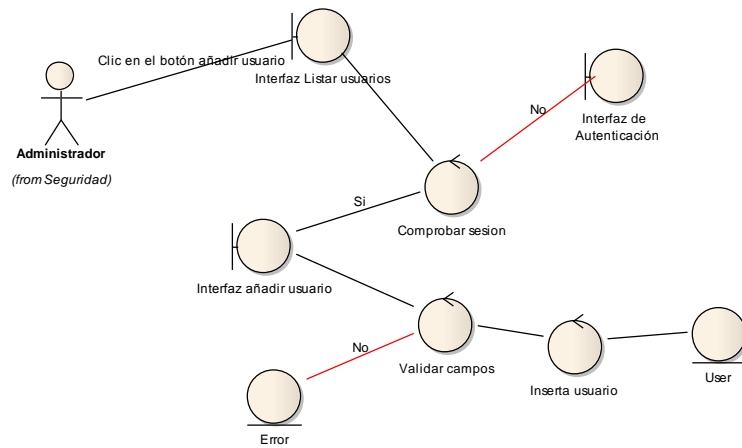 Clic en el botón añadir usuario
Interfaz Listar usuarios
No
Interfaz de
Autenticación
Administrador
(from Seguridad)
Si
Comprobar sesion
Interfaz añadir usuario
No
Validar campos
Inserta usuario
User
Error